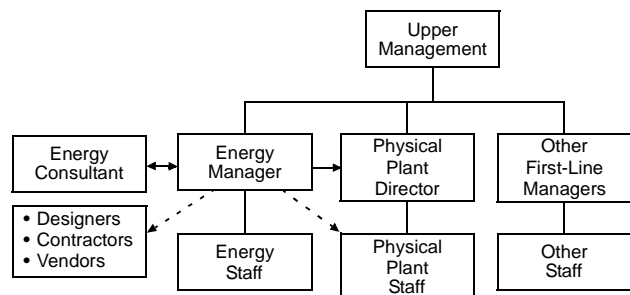 Upper
Management
Energy
Consultant
Energy
Manager
Physical
Plant
Director
Other
First-Line
Managers
• Designers
• Contractors
• Vendors
Energy
Staff
Physical
Plant
Staff
Other
Staff